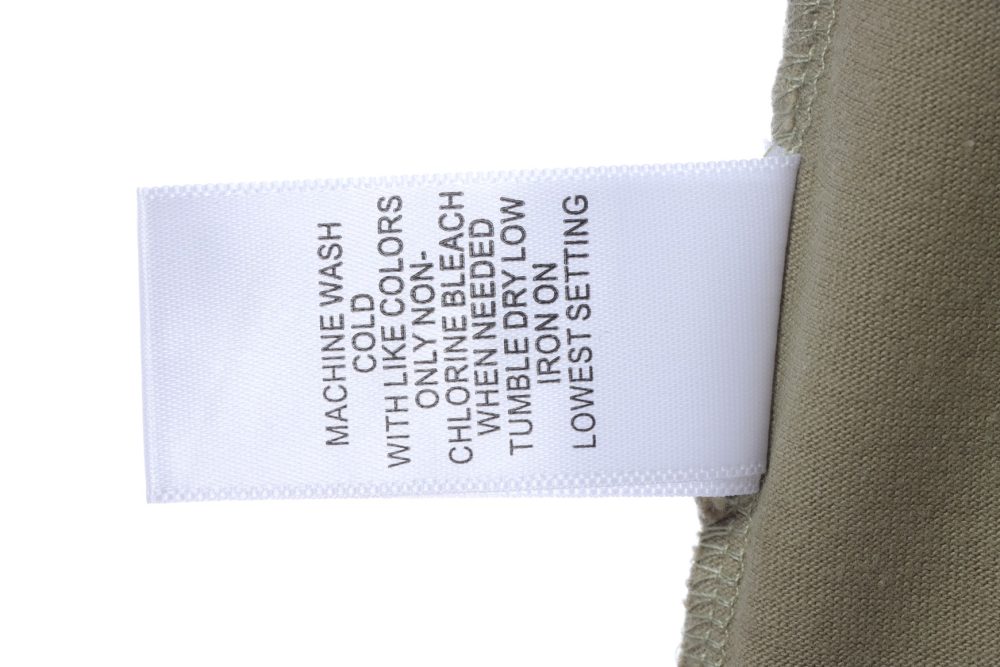 MACHINE WASH
COLD
WITH LIKE COLORS
ONLY NON-
CHLORINE BLEACH
WHEN NEEDED
TUMBLE DRY LOW
IRON ON
LOWEST SETTING